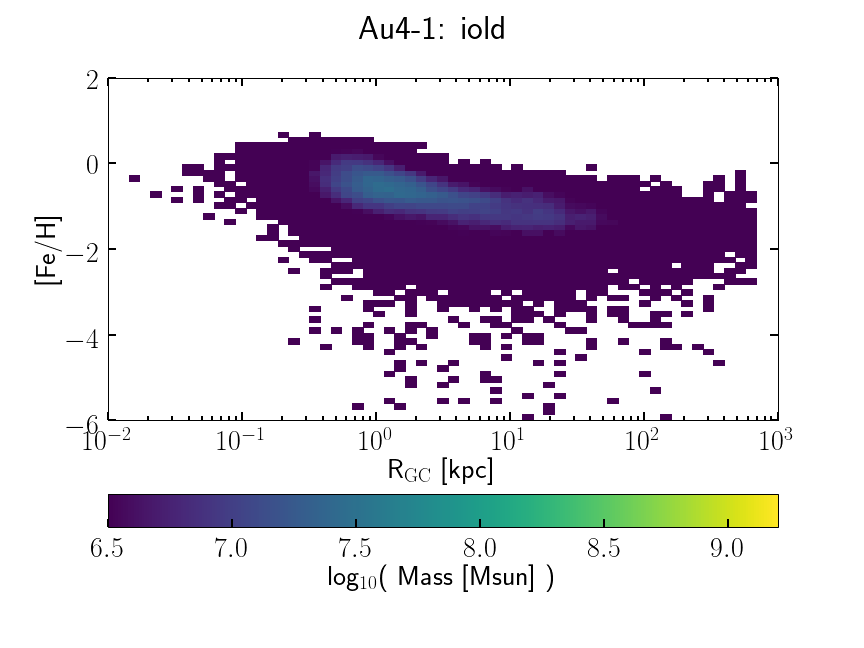 Au4-1: iold
2
0
−2
−4
−6
[Fe/H]
10⁻² 10⁻¹ 10⁰ 10¹ 10² 10³
R_GC [kpc]
6.5 7.0 7.5 8.0 8.5 9.0
log₁₀( Mass [Msun] )